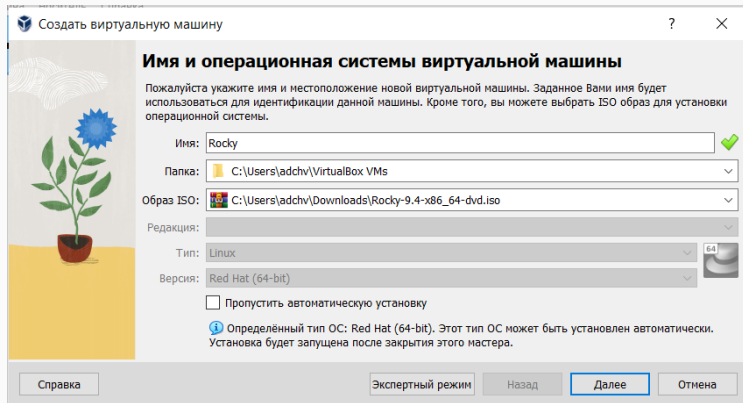 Создать виртуальную машину
Имя и операционная системы виртуальной машины
Пожалуйста укажите имя и местоположение новой виртуальной машины. Заданное Вами имя будет
использоваться для идентификации данной машины. Кроме того, вы можете выбрать ISO образ для установки
операционной системы.
Имя: Rocky
Папка: C:\Users\adchv\VirtualBox VMs
Образ ISO: C:\Users\adchv\Downloads\Rocky-9.4-x86_64-dvd.iso
Редакция:
Тип: Linux
64
Версия: Red Hat (64-bit)
Пропустить автоматическую установку
Определённый тип ОС: Red Hat (64-bit). Этот тип ОС может быть установлен автоматически.
Установка будет запущена после закрытия этого мастера.
Справка Экспертный режим Назад Далее Отмена